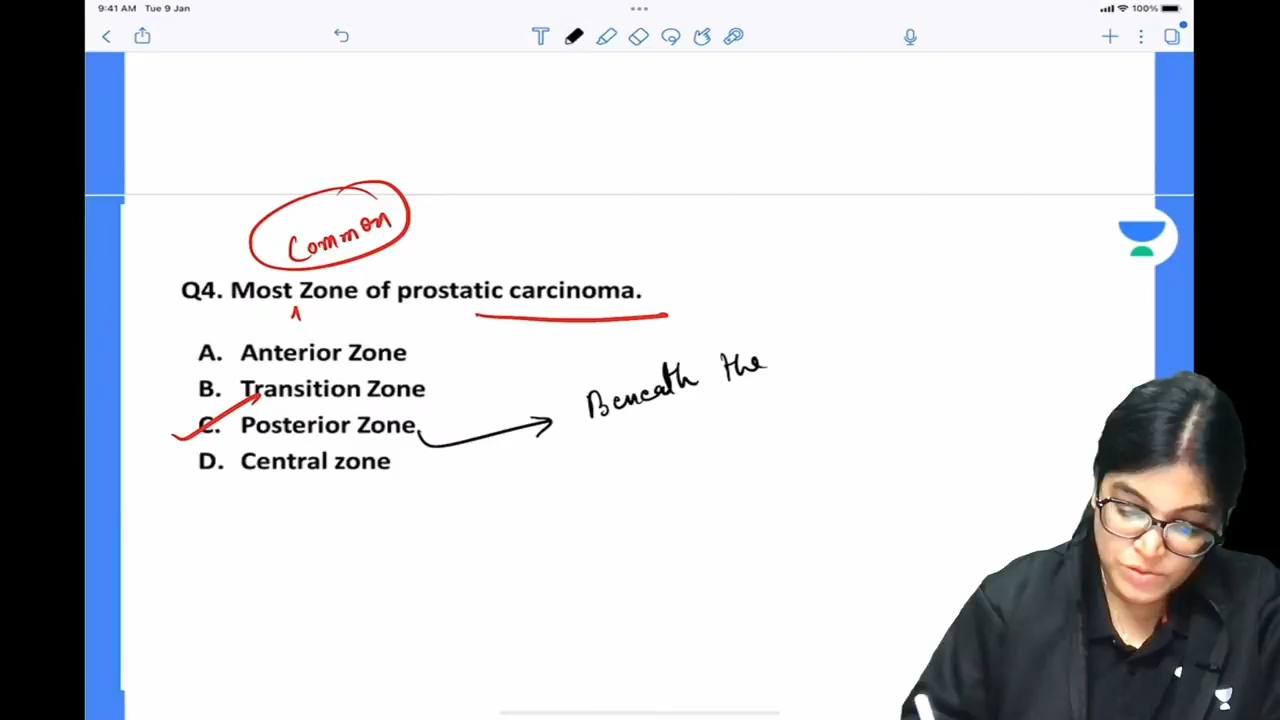 9:41 AM Tue 9 Jan
100%
Common
Q4. Most Zone of prostatic carcinoma.
A. Anterior Zone
B. Transition Zone
C. Posterior Zone
D. Central zone
Beneath the